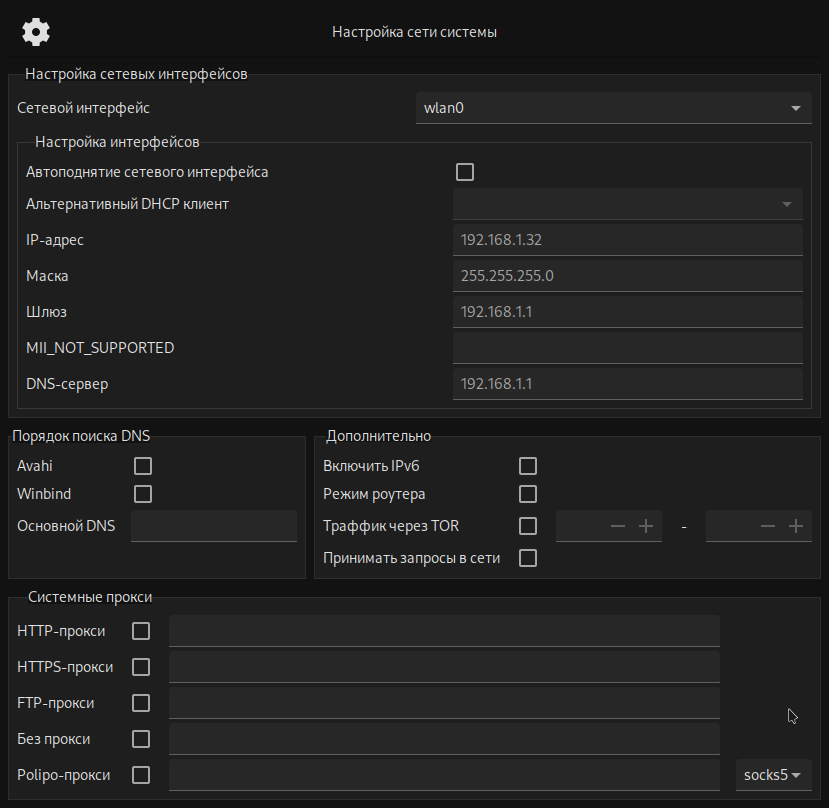 Настройка сети системы
Настройка сетевых интерфейсов
Сетевой интерфейс wlan0
Настройка интерфейсов
Автоподнятие сетевого интерфейса
Альтернативный DHCP клиент
IP-адрес 192.168.1.32
Маска 255.255.255.0
Шлюз 192.168.1.1
MII_NOT_SUPPORTED
DNS-сервер 192.168.1.1
Порядок поиска DNS
Avahi
Winbind
Основной DNS
Дополнительно
Включить IPv6
Режим роутера
Траффик через TOR - 
Принимать запросы в сети
Системные прокси
HTTP-прокси
HTTPS-прокси
FTP-прокси
Без прокси
Polipo-прокси socks5